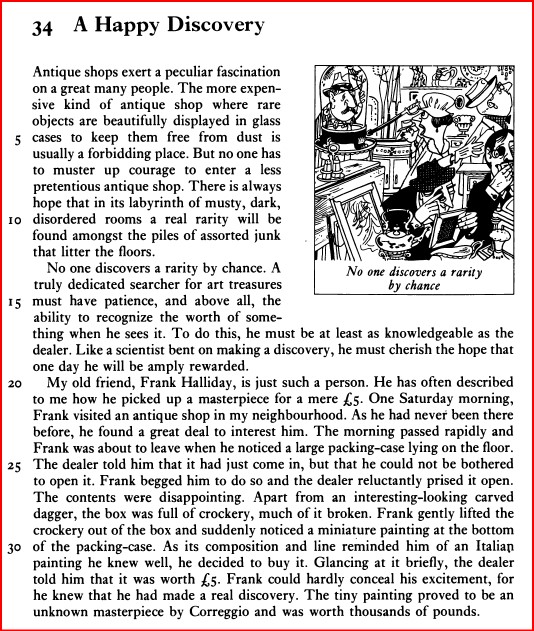 34 A Happy Discovery
Antique shops exert a peculiar fascination
on a great many people. The more expen-
sive kind of antique shop where rare
objects are beautifully displayed in glass
5 cases to keep them free from dust is
usually a forbidding place. But no one has
to muster up courage to enter a less
pretentious antique shop. There is always
hope that in its labyrinth of musty, dark,
10 disordered rooms a real rarity will be
found amongst the piles of assorted junk
that litter the floors.
No one discovers a rarity by chance. A
truly dedicated searcher for art treasures
15 must have patience, and above all, the
ability to recognize the worth of some-
No one discovers a rarity
by chance
thing when he sees it. To do this, he must be at least as knowledgeable as the
dealer. Like a scientist bent on making a discovery, he must cherish the hope that
one day he will be amply rewarded.
20 My old friend, Frank Halliday, is just such a person. He has often described
to me how he picked up a masterpiece for a mere £5. One Saturday morning,
Frank visited an antique shop in my neighbourhood. As he had never been there
before, he found a great deal to interest him. The morning passed rapidly and
Frank was about to leave when he noticed a large packing-case lying on the floor.
25 The dealer told him that it had just come in, but that he could not be bothered
to open it. Frank begged him to do so and the dealer reluctantly prised it open.
The contents were disappointing. Apart from an interesting-looking carved
dagger, the box was full of crockery, much of it broken. Frank gently lifted the
crockery out of the box and suddenly noticed a miniature painting at the bottom
30 of the packing-case. As its composition and line reminded him of an Italian
painting he knew well, he decided to buy it. Glancing at it briefly, the dealer
told him that it was worth £5. Frank could hardly conceal his excitement, for
he knew that he had made a real discovery. The tiny painting proved to be an
unknown masterpiece by Correggio and was worth thousands of pounds.